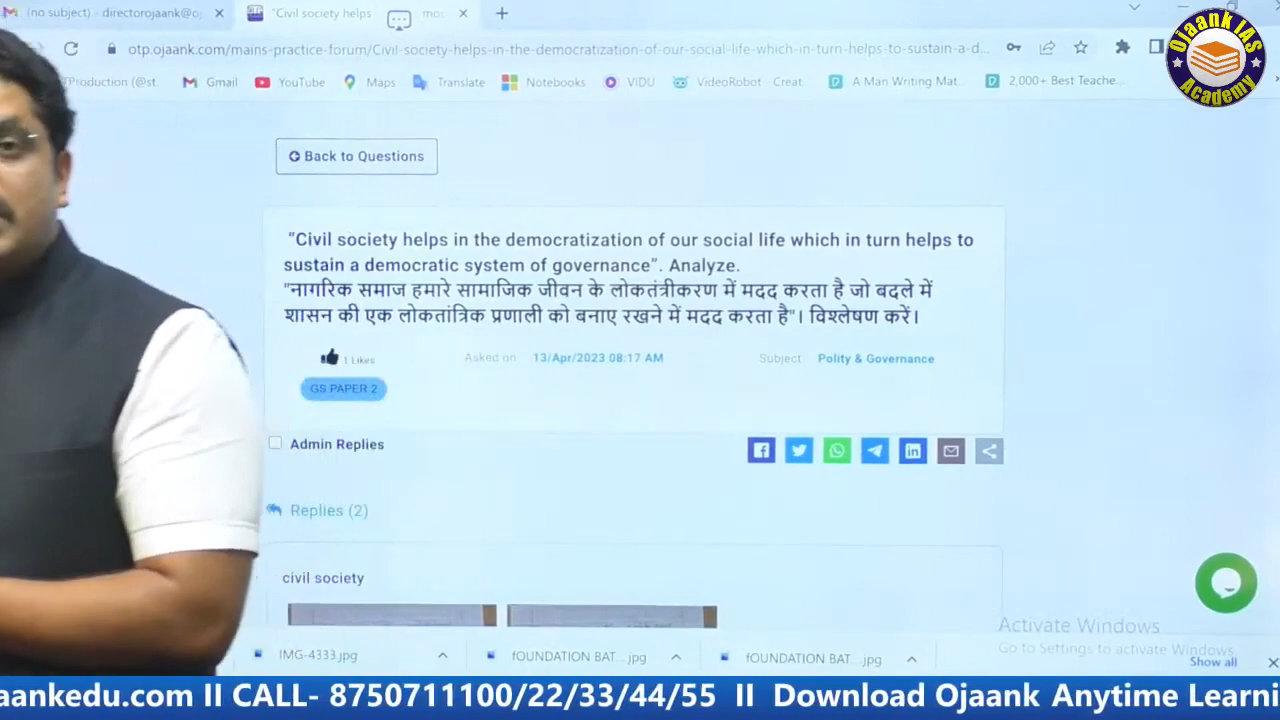 (no subject) - directorojaank@o
"Civil society helps
otp.ojaank.com/mains-practice-forum/Civil-society-helps-in-the-democratization-of-our-social-life-which-in-turn-helps-to-sustain-a-d...
Production (@st Gmail YouTube Maps Translate Notebooks VIDU VideoRobot - Creat A Man Writing Mat... 2,000+ Best Teache...
Ojaank IAS
Academy
Back to Questions
"Civil society helps in the democratization of our social life which in turn helps to
sustain a democratic system of governance". Analyze.
"नागरिक समाज हमारे सामाजिक जीवन के लोकतंत्रीकरण में मदद करता है जो बदले में
शासन की एक लोकतांत्रिक प्रणाली को बनाए रखने में मदद करता है"। विश्लेषण करें।
1 Likes Asked on 13/Apr/2023 08:17 AM Subject Polity & Governance
GS PAPER 2
Admin Replies
Replies (2)
civil society
Activate Windows
Go to Settings to activate Windows.
IMG-4333.jpg fOUNDATION BAT....jpg fOUNDATION BAT....jpg Show all
aankedu.com II CALL- 8750711100/22/33/44/55 II Download Ojaank Anytime Learni